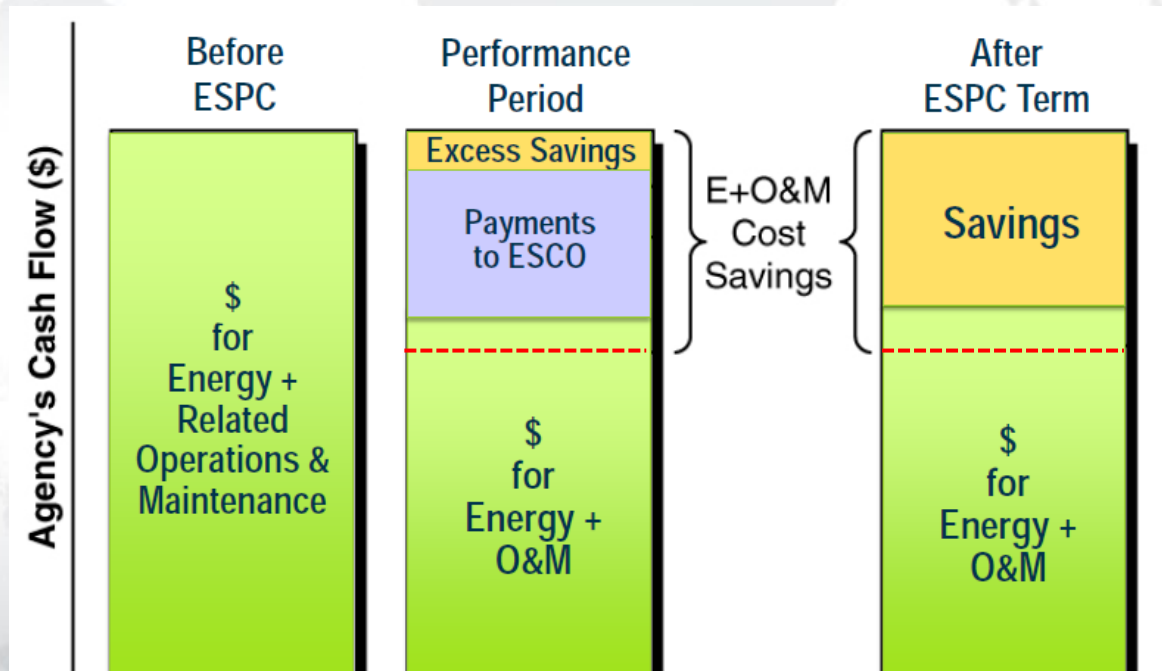 Before
ESPC
Performance
Period
After
ESPC Term
Agency's Cash Flow ($)
$
for
Energy +
Related
Operations &
Maintenance
Excess Savings
Payments
to ESCO
$
for
Energy +
O&M
E+O&M
Cost
Savings
Savings
$
for
Energy +
O&M